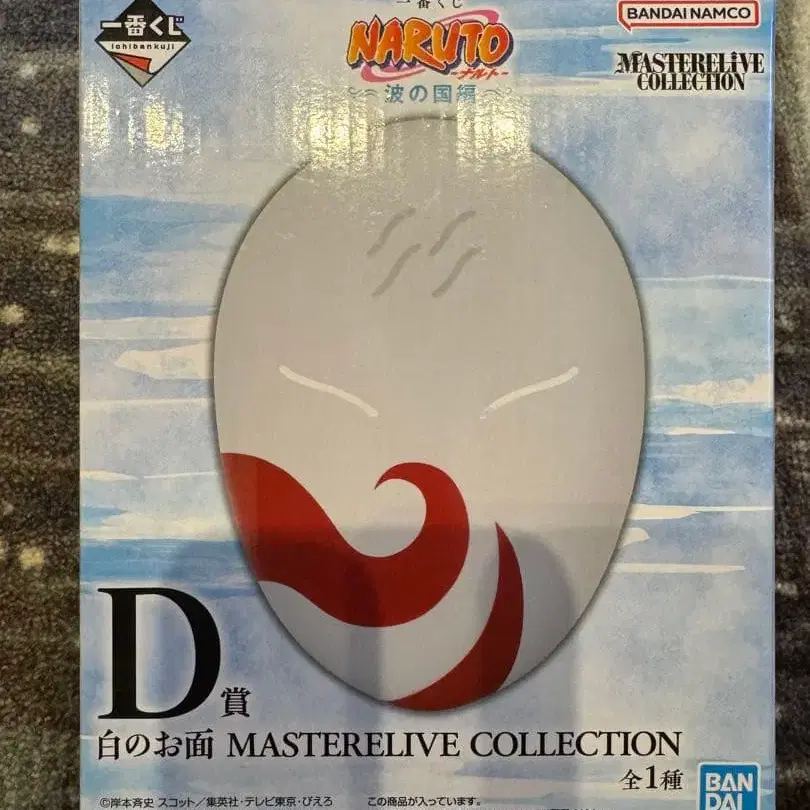 一番くじ
ichibankuji
一番くじ
NARUTO
-ナルト-
波の国編
BANDAI NAMCO
MASTERELIVE
COLLECTION
D賞
白のお面 MASTERELIVE COLLECTION
全1種
©岸本斉史 スコット/集英社・テレビ東京・ぴえろ
この商品が入っています。
BAN
DAI